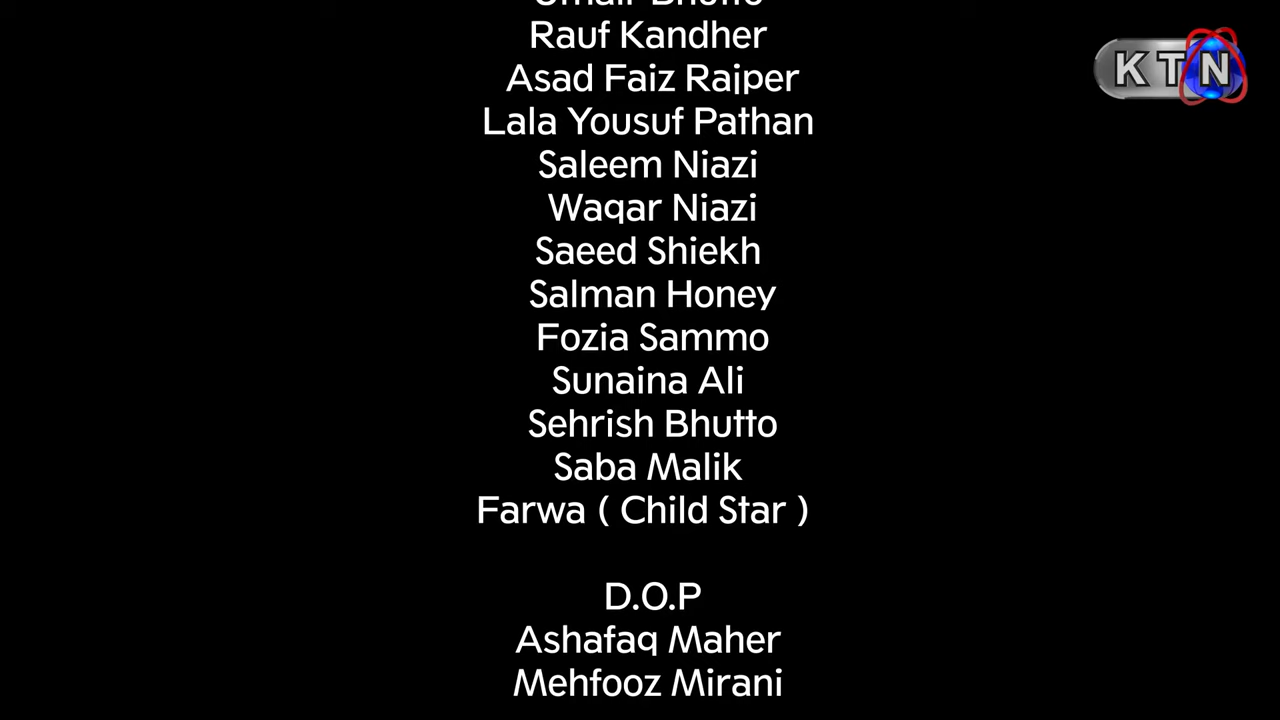 Rauf Kandher
Asad Faiz Rajper
Lala Yousuf Pathan
Saleem Niazi
Waqar Niazi
Saeed Shiekh
Salman Honey
Fozia Sammo
Sunaina Ali
Sehrish Bhutto
Saba Malik
Farwa ( Child Star )
D.O.P
Ashafaq Maher
Mehfooz Mirani
KTN